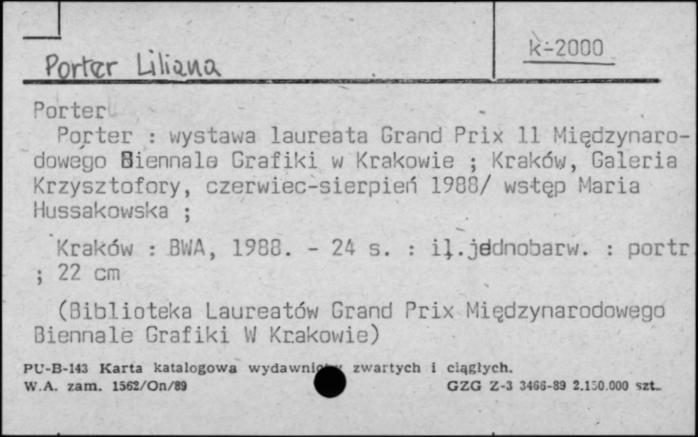 k-2000
Porter Liliana
Porter
Porter : wystawa laureata Grand Prix 11 Międzynaro-
dowego Biennale Grafiki w Krakowie ; Kraków, Galeria
Krzysztofory, czerwiec-sierpień 1988/ wstęp Maria
Hussakowska ;
Kraków : BWA, 1988. - 24 s. : il.jednobarw. : portr
; 22 cm
(Biblioteka Laureatów Grand Prix Międzynarodowego
Biennale Grafiki W Krakowie)
PU-B-143 Karta katalogowa zwartych i ciągłych.
W.A. zam. 1562/On/89 GZG Z-3 3466-89 2.150.000 szt.